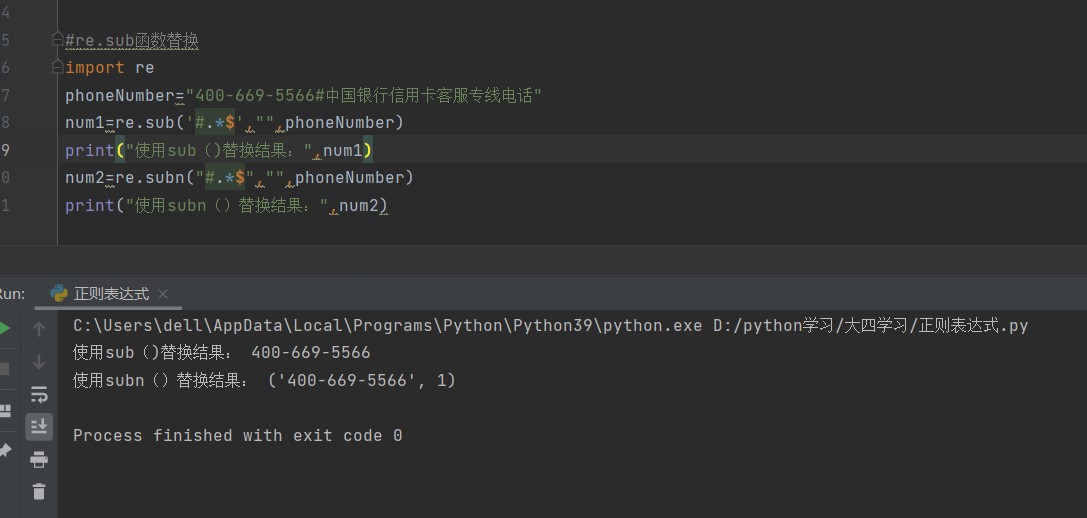 4
5 #re.sub函数替换
6 import re
7 phoneNumber="400-669-5566#中国银行信用卡客服专线电话"
8 num1=re.sub('#.*$',"",phoneNumber)
9 print("使用sub（)替换结果：",num1)
0 num2=re.subn("#.*$","",phoneNumber)
1 print("使用subn（）替换结果：",num2)
Run: 正则表达式
C:\Users\dell\AppData\Local\Programs\Python\Python39\python.exe D:/python学习/大四学习/正则表达式.py
使用sub（)替换结果： 400-669-5566
使用subn（）替换结果： ('400-669-5566', 1)
Process finished with exit code 0